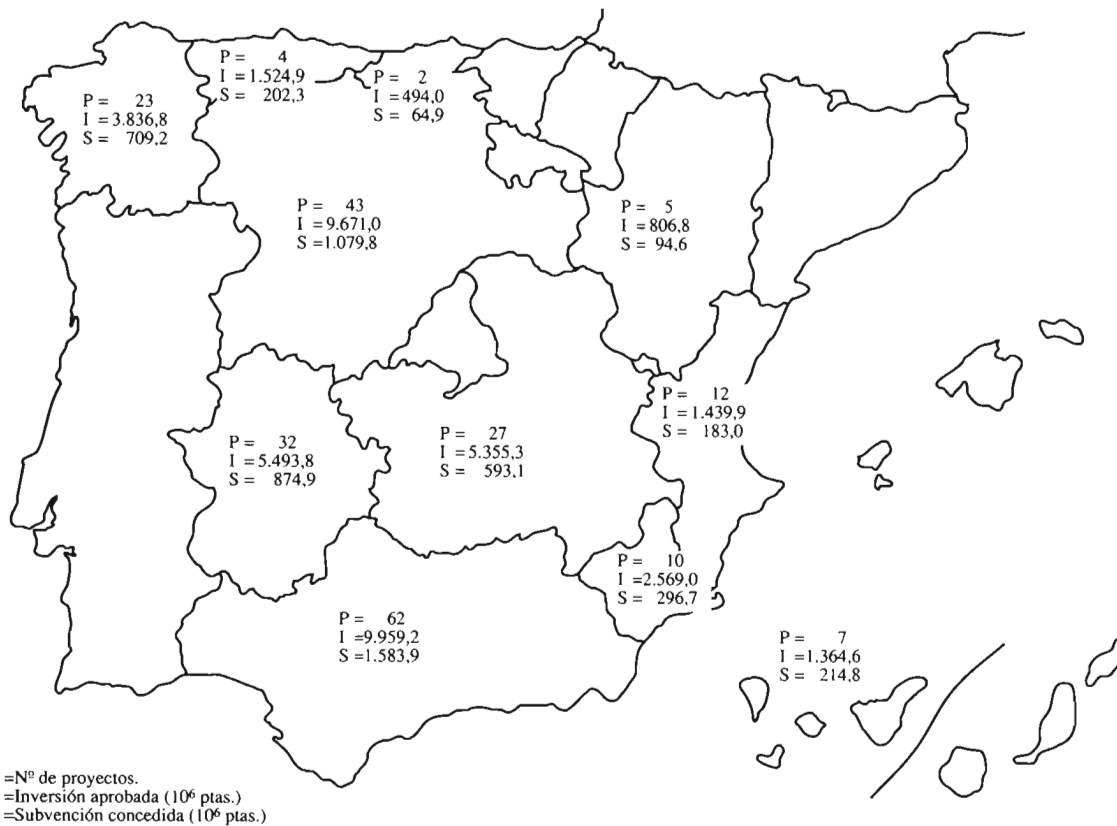 P = 4
I = 1.524,9
S = 202,3
P = 2
I = 494,0
S = 64,9
P = 23
I = 3.836,8
S = 709,2
P = 43
I = 9.671,0
S = 1.079,8
P = 5
I = 806,8
S = 94,6
P = 12
I = 1.439,9
S = 183,0
P = 32
I = 5.493,8
S = 874,9
P = 27
I = 5.355,3
S = 593,1
P = 10
I = 2.569,0
S = 296,7
P = 62
I = 9.959,2
S = 1.583,9
P = 7
I = 1.364,6
S = 214,8
=Nº de proyectos.
=Inversión aprobada (10⁶ ptas.)
=Subvención concedida (10⁶ ptas.)